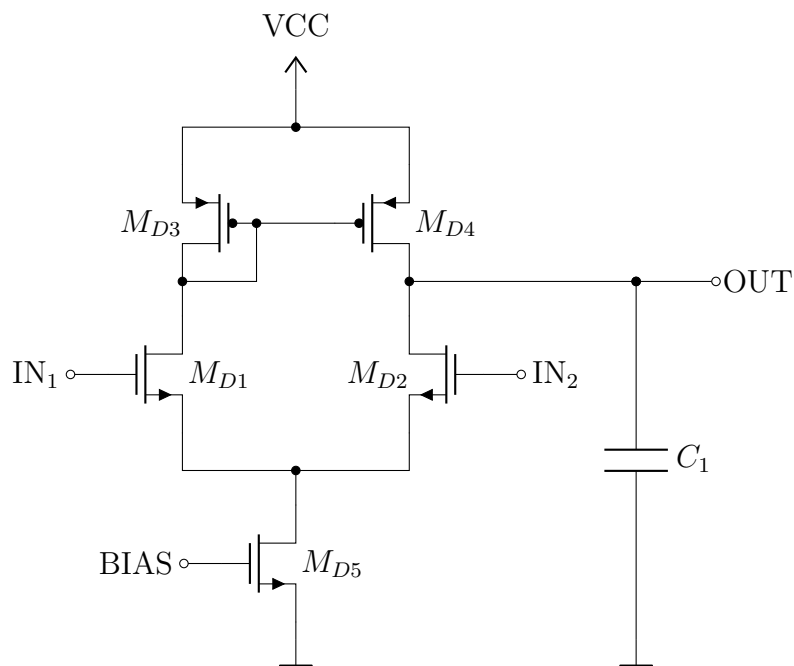 VCC
M_{D3}
M_{D4}
OUT
IN_1
M_{D1}
M_{D2}
IN_2
C_1
BIAS
M_{D5}